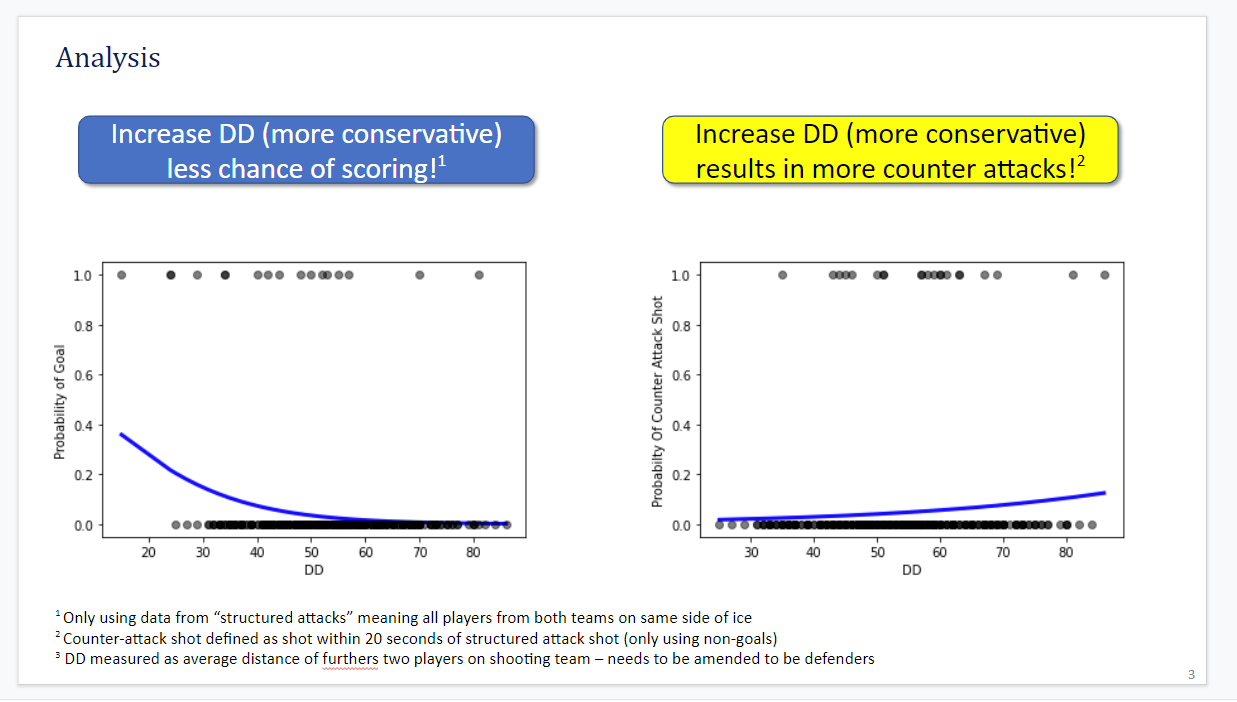 Analysis
Increase DD (more conservative)
less chance of scoring!1
Increase DD (more conservative)
results in more counter attacks!2
1.0
0.8
0.6
0.4
0.2
0.0
Probability of Goal
20 30 40 50 60 70 80
DD
1.0
0.8
0.6
0.4
0.2
0.0
Probabilty Of Counter Attack Shot
30 40 50 60 70 80
DD
1 Only using data from “structured attacks” meaning all players from both teams on same side of ice
2 Counter-attack shot defined as shot within 20 seconds of structured attack shot (only using non-goals)
3 DD measured as average distance of furthers two players on shooting team – needs to be amended to be defenders
3